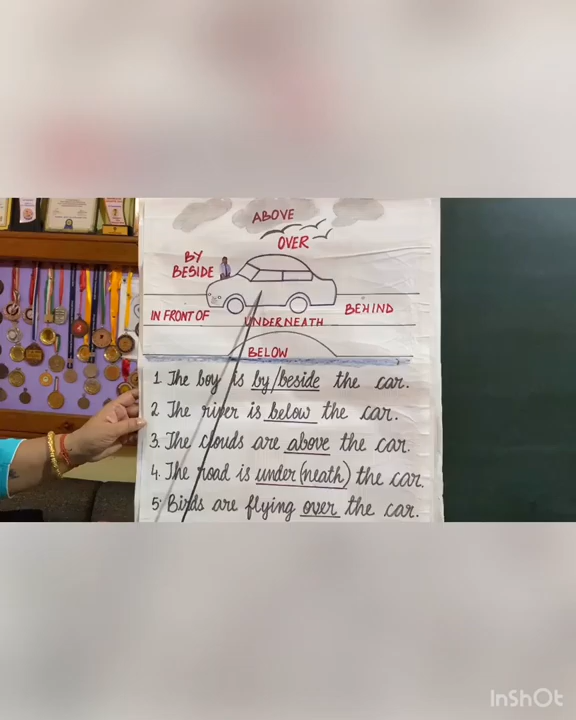 ABOVE
OVER
BY
BESIDE
IN FRONT OF
BEHIND
UNDERNEATH
BELOW
1. The boy is by/beside the car.
2 The river is below the car.
3. The clouds are above the car.
4. The road is under(neath) the car.
5. Birds are flying over the car.
InShOt